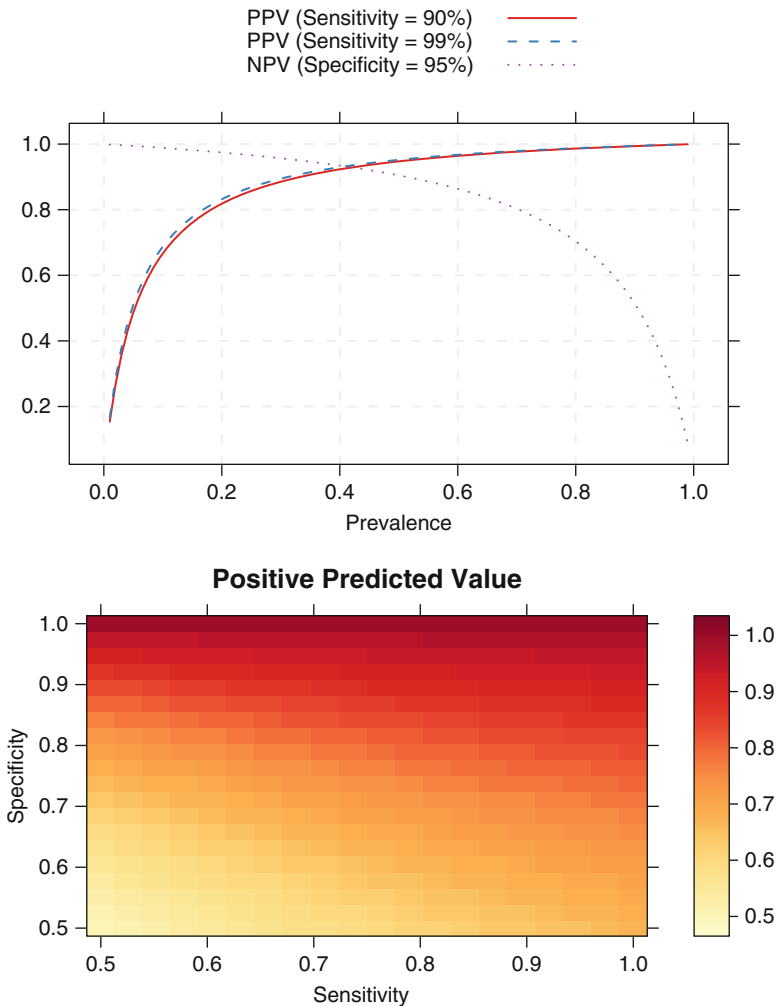 PPV (Sensitivity = 90%)
PPV (Sensitivity = 99%)
NPV (Specificity = 95%)
1.0
0.8
0.6
0.4
0.2
0.0 0.2 0.4 0.6 0.8 1.0
Prevalence
Positive Predicted Value
1.0
0.9
0.8
0.7
0.6
0.5
Specificity
0.5 0.6 0.7 0.8 0.9 1.0
Sensitivity
1.0
0.9
0.8
0.7
0.6
0.5